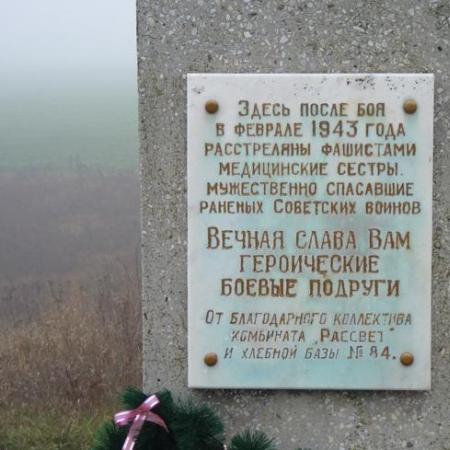 Здесь после боя
в феврале 1943 года
расстреляны фашистами
медицинские сестры.
мужественно спасавшие
раненых Советских воинов
Вечная слава Вам
героические
боевые подруги
От благодарного коллектива
комбината „Рассвет"
и хлебной базы № 84.